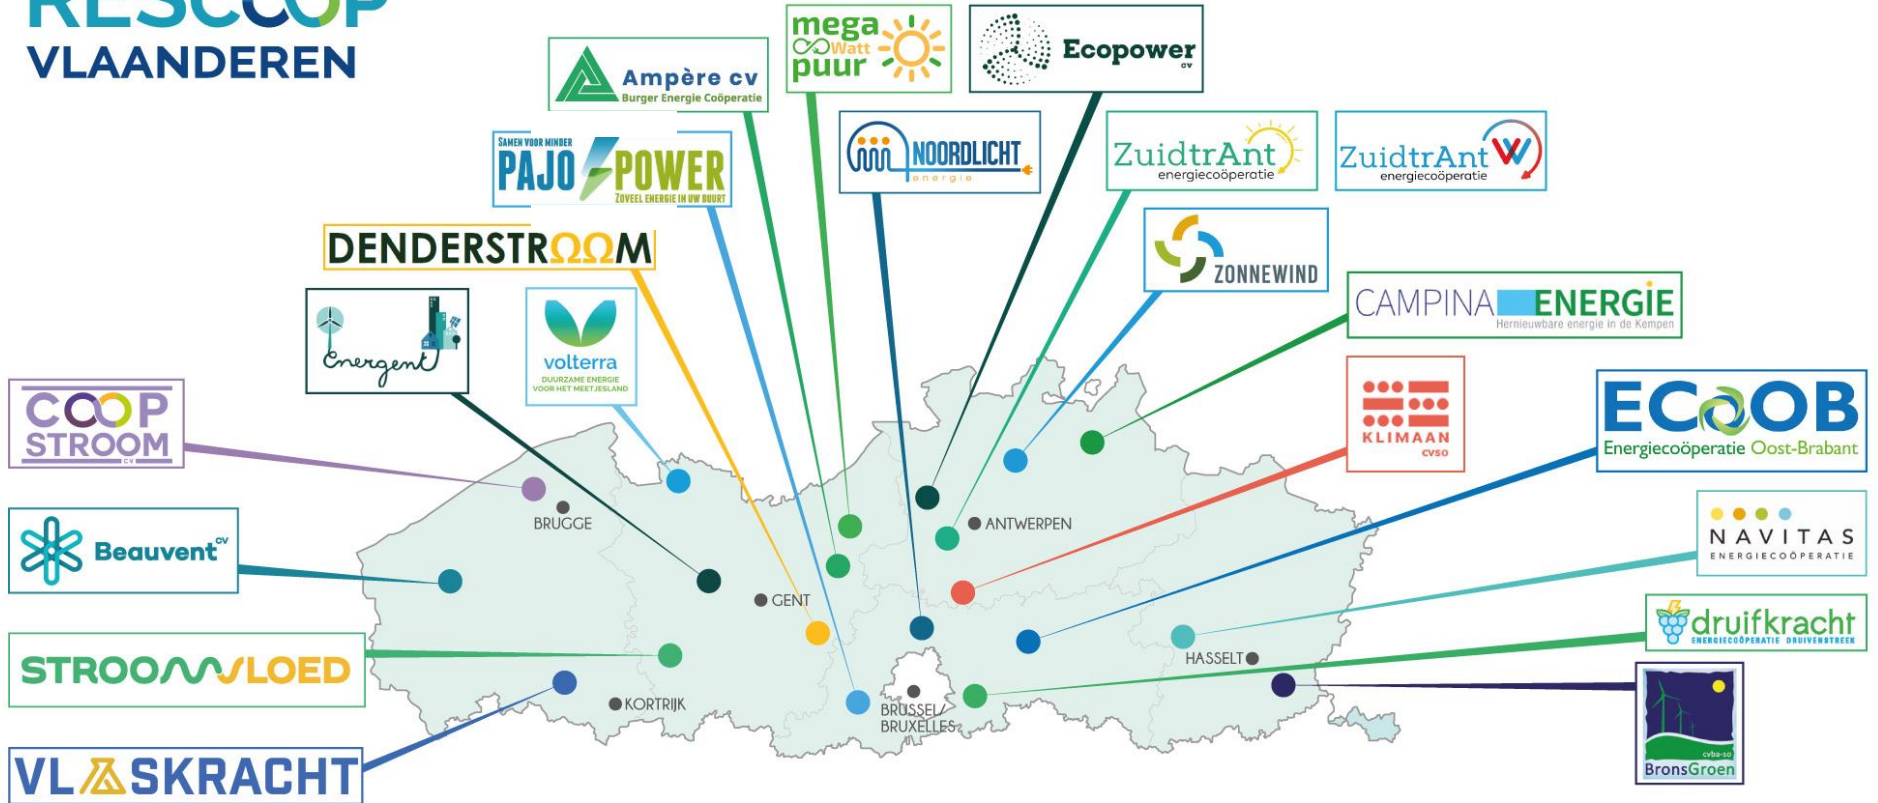 RESCOOP
VLAANDEREN
Ampère cv
Burger Energie Coöperatie
mega
Watt
puur
Ecopower
cv
SAMEN VOOR MINDER
PAJO POWER
ZOVEEL ENERGIE IN UW BUURT
NOORDLICHT
energie
ZuidtrAnt
energiecoöperatie
ZuidtrAnt W
energiecoöperatie
DENDERSTRΩΩM
ZONNEWIND
Energent
volterra
DUURZAME ENERGIE
VOOR HET MEETJESLAND
CAMPINA ENERGIE
Hernieuwbare energie in de Kempen
COOP
STROOM
CV
KLIMAAN
CVSO
ECOOB
Energiecoöperatie Oost-Brabant
Beauvent cv
BRUGGE
ANTWERPEN
NAVITAS
ENERGIECOÖPERATIE
GENT
druifkracht
ENERGIECOÖPERATIE DRUIVENSTREEK
STROOMVLOED
HASSELT
KORTRIJK
BRUSSEL/
BRUXELLES
VLASKRACHT
cvba-so
BronsGroen